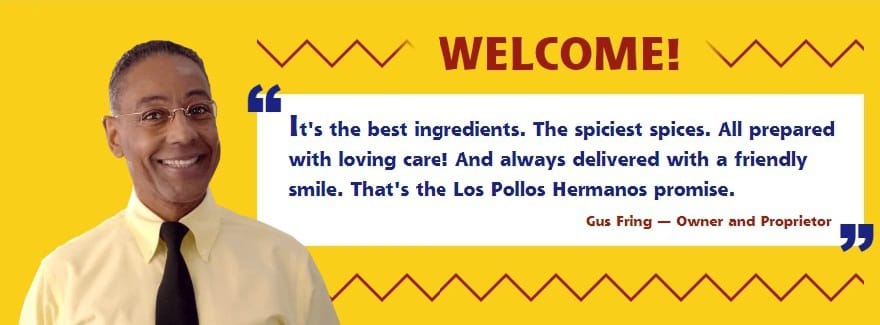 WELCOME!
It's the best ingredients. The spiciest spices. All prepared
with loving care! And always delivered with a friendly
smile. That's the Los Pollos Hermanos promise.
Gus Fring — Owner and Proprietor